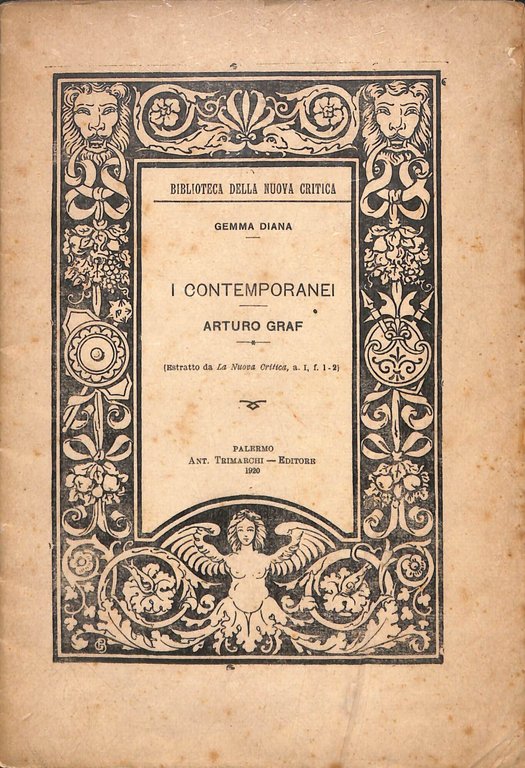 BIBLIOTECA DELLA NUOVA CRITICA
GEMMA DIANA
I CONTEMPORANEI
ARTURO GRAF
(Estratto da La Nuova Critica, a. I, f. 1-2)
PALERMO
ANT. TRIMARCHI — EDITORE
1920